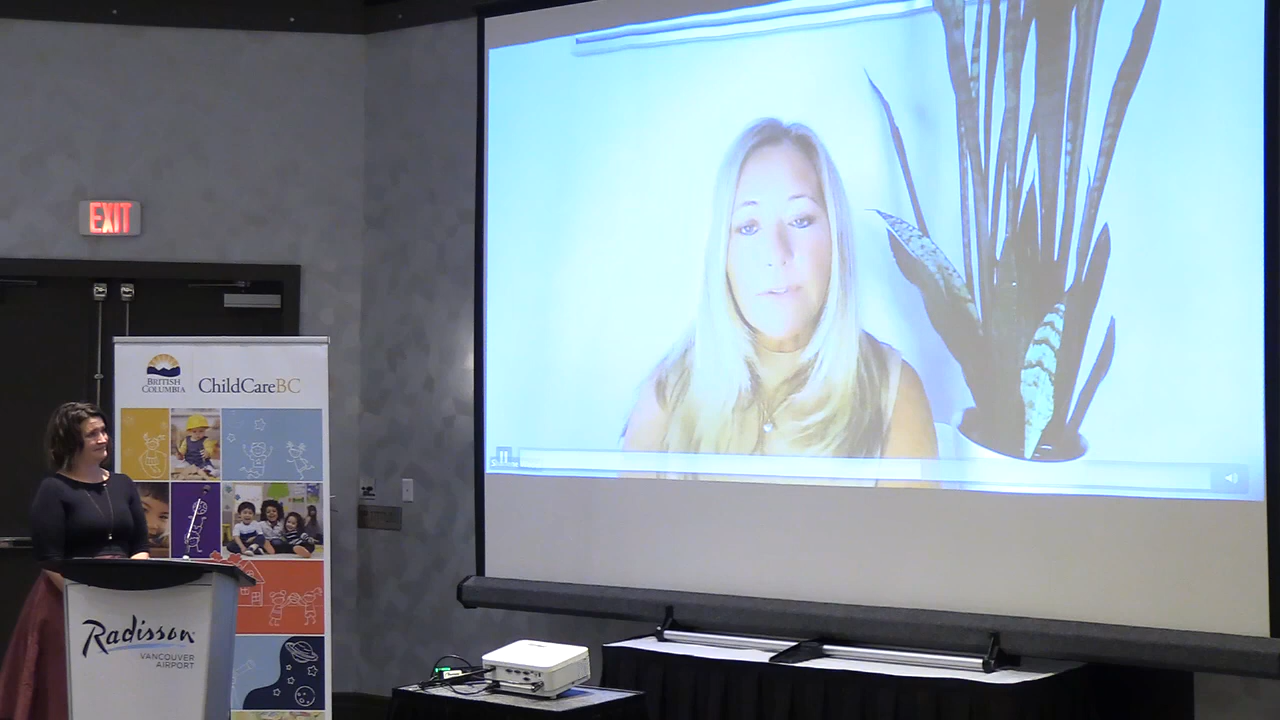 EXIT
BRITISH
COLUMBIA
ChildCareBC
Radisson
VANCOUVER
AIRPORT